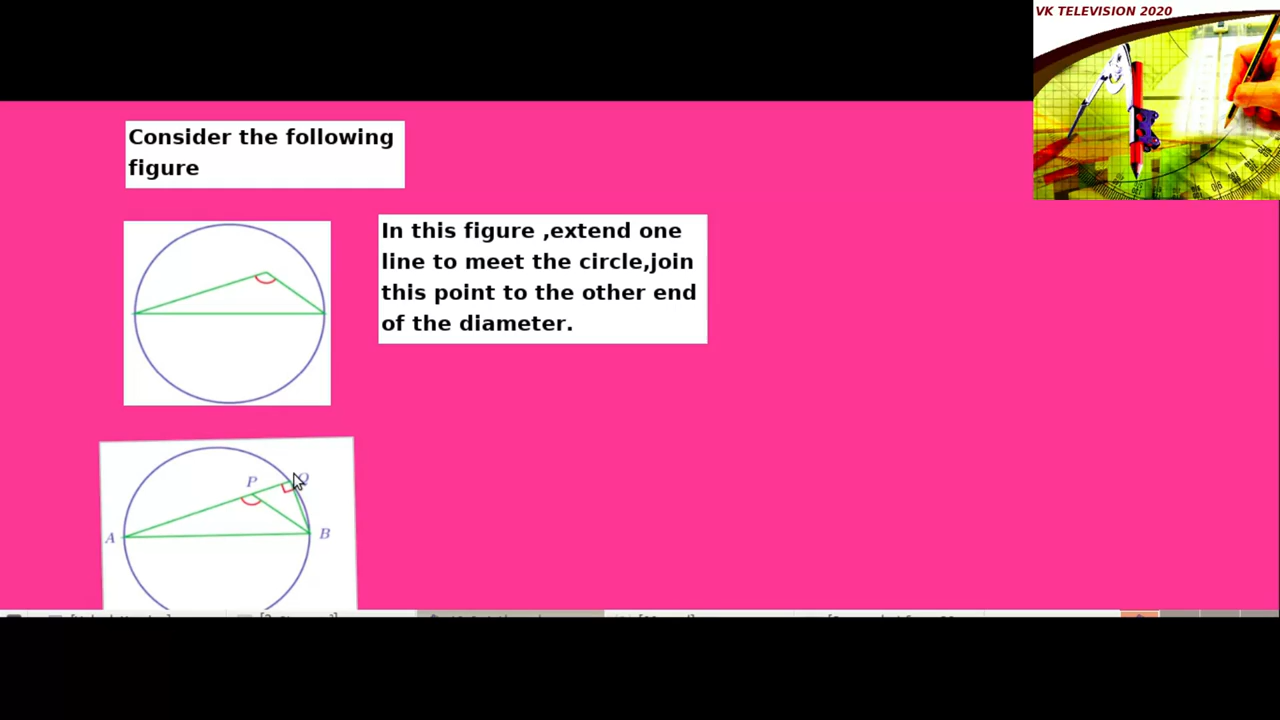 VK TELEVISION 2020
Consider the following
figure
In this figure ,extend one
line to meet the circle,join
this point to the other end
of the diameter.
P
Q
A
B